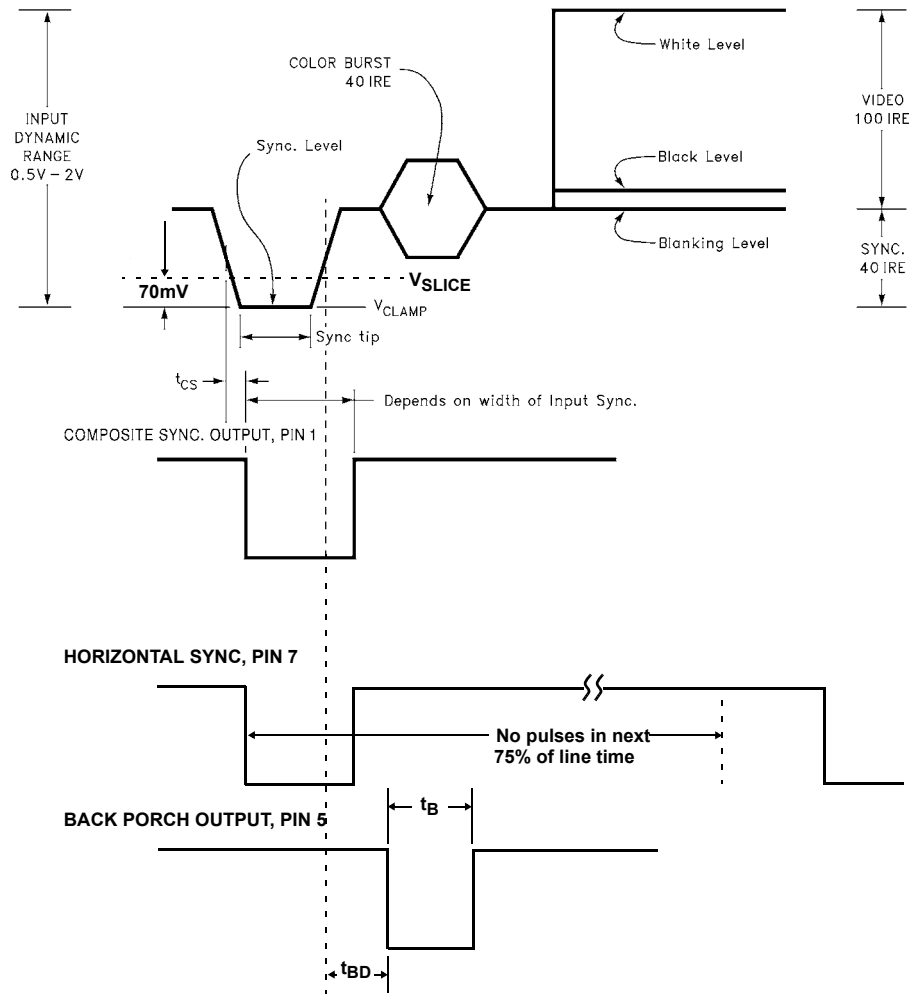 White Level
COLOR BURST
40 IRE
INPUT
DYNAMIC
RANGE
0.5V – 2V
VIDEO
100 IRE
Sync. Level
Black Level
Blanking Level
SYNC.
40 IRE
70mV
VSLICE
VCLAMP
Sync tip
tCS
Depends on width of Input Sync.
COMPOSITE SYNC. OUTPUT, PIN 1
HORIZONTAL SYNC, PIN 7
No pulses in next
75% of line time
tB
BACK PORCH OUTPUT, PIN 5
tBD